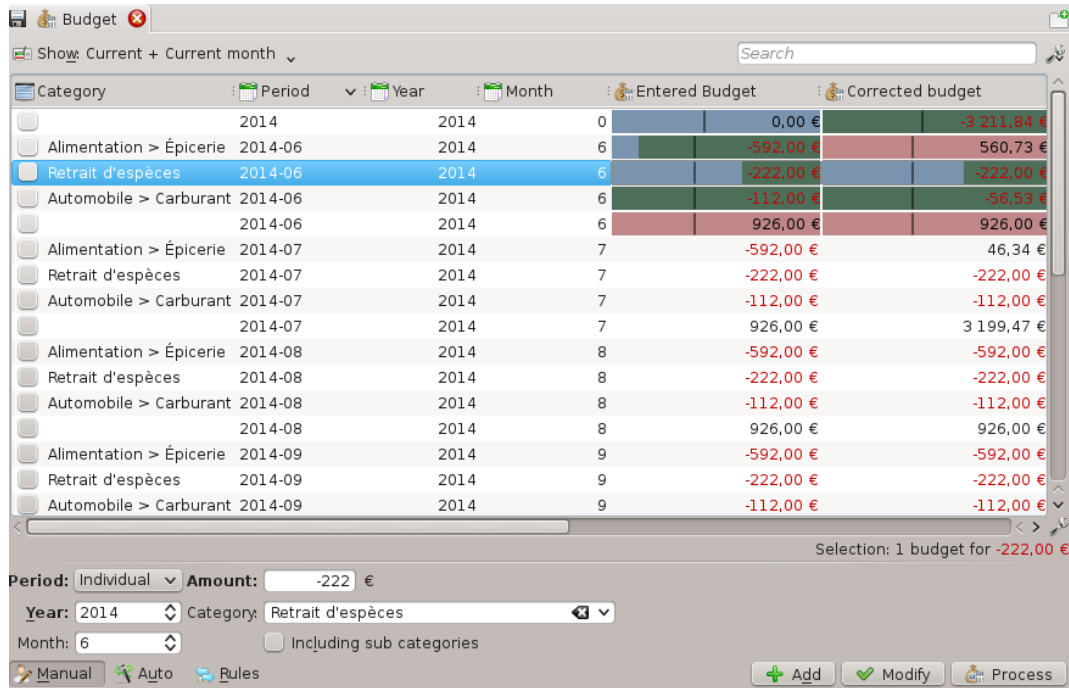 Budget
Show: Current + Current month Search
Category Period Year Month Entered Budget Corrected budget
2014 2014 0 0,00 € -3 211,84 €
Alimentation > Épicerie 2014-06 2014 6 -592,00 € 560,73 €
Retrait d'espèces 2014-06 2014 6 -222,00 € -222,00 €
Automobile > Carburant 2014-06 2014 6 -112,00 € -56,53 €
2014-06 2014 6 926,00 € 926,00 €
Alimentation > Épicerie 2014-07 2014 7 -592,00 € 46,34 €
Retrait d'espèces 2014-07 2014 7 -222,00 € -222,00 €
Automobile > Carburant 2014-07 2014 7 -112,00 € -112,00 €
2014-07 2014 7 926,00 € 3 199,47 €
Alimentation > Épicerie 2014-08 2014 8 -592,00 € -592,00 €
Retrait d'espèces 2014-08 2014 8 -222,00 € -222,00 €
Automobile > Carburant 2014-08 2014 8 -112,00 € -112,00 €
2014-08 2014 8 926,00 € 926,00 €
Alimentation > Épicerie 2014-09 2014 9 -592,00 € -592,00 €
Retrait d'espèces 2014-09 2014 9 -222,00 € -222,00 €
Automobile > Carburant 2014-09 2014 9 -112,00 € -112,00 €
Selection: 1 budget for -222,00 €
Period: Individual Amount: -222 €
Year: 2014 Category: Retrait d'espèces
Month: 6 Including sub categories
Manual Auto Rules Add Modify Process